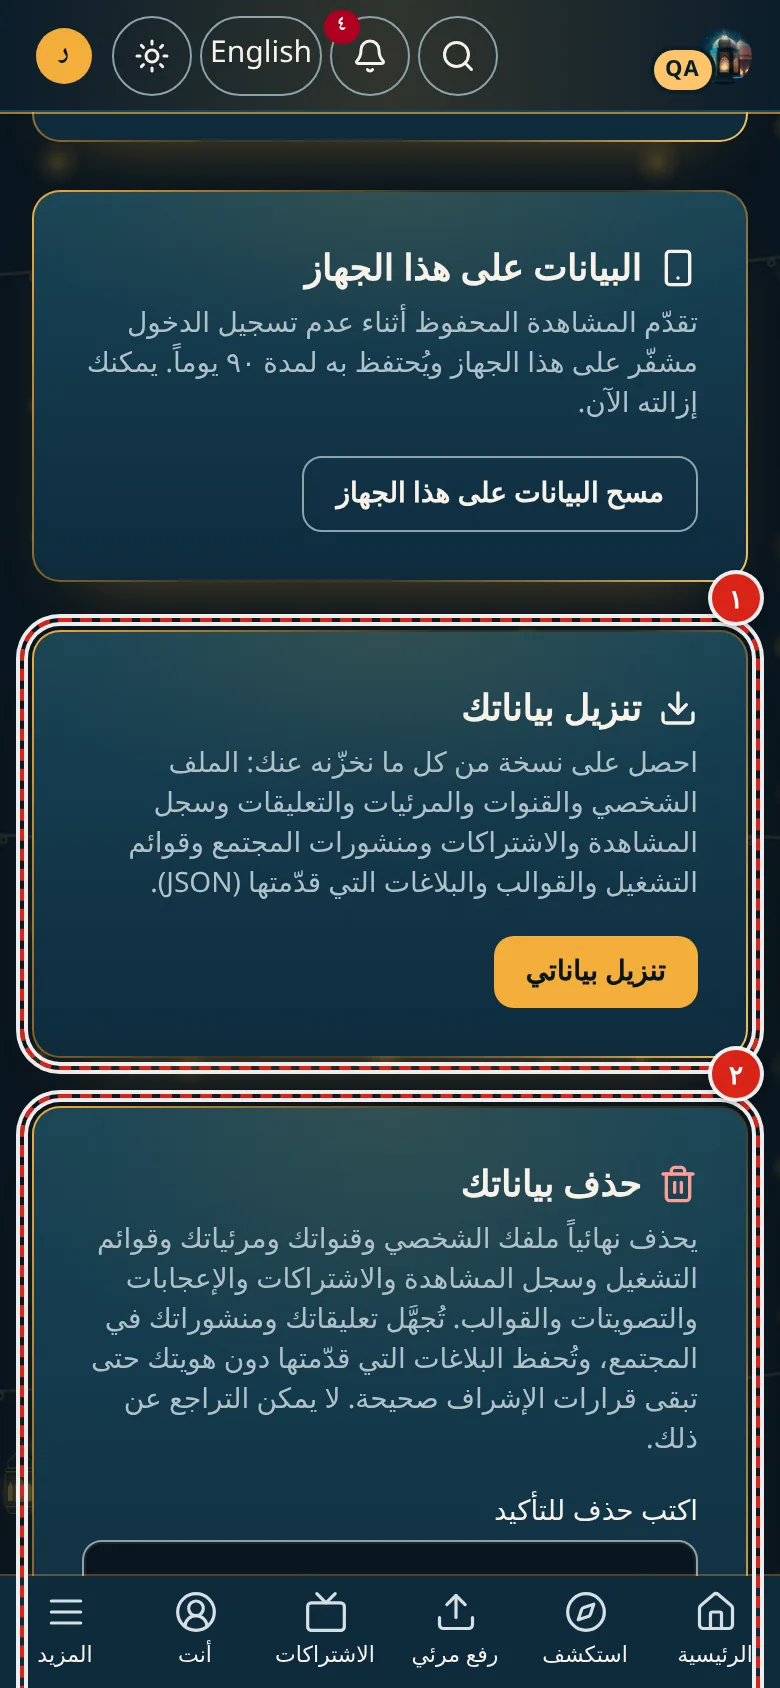 QA
٤
English
ر
البيانات على هذا الجهاز
تقدّم المشاهدة المحفوظ أثناء عدم تسجيل الدخول
مشفّر على هذا الجهاز ويُحتفظ به لمدة ٩٠ يوماً. يمكنك
إزالته الآن.
مسح البيانات على هذا الجهاز
١
تنزيل بياناتك
احصل على نسخة من كل ما نخزّنه عنك: الملف
الشخصي والقنوات والمرئيات والتعليقات وسجل
المشاهدة والاشتراكات ومنشورات المجتمع وقوائم
التشغيل والقوالب والبلاغات التي قدّمتها (JSON).
تنزيل بياناتي
٢
حذف بياناتك
يحذف نهائياً ملفك الشخصي وقنواتك ومرئياتك وقوائم
التشغيل وسجل المشاهدة والاشتراكات والإعجابات
والتصويتات والقوالب. تُجهَّل تعليقاتك ومنشوراتك في
المجتمع، وتُحفظ البلاغات التي قدّمتها دون هويتك حتى
تبقى قرارات الإشراف صحيحة. لا يمكن التراجع عن
ذلك.
اكتب حذف للتأكيد
الرئيسية
استكشف
رفع مرئي
الاشتراكات
أنت
المزيد